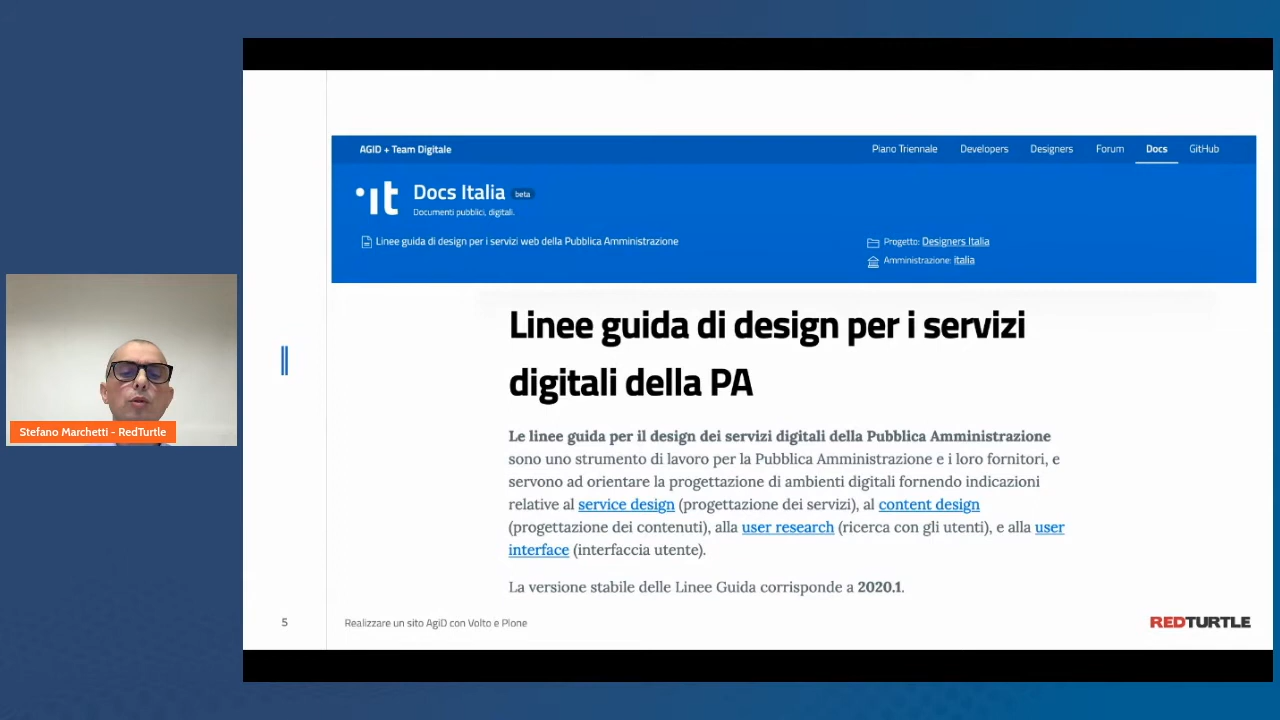 AGID + Team Digitale
Piano Triennale
Developers
Designers
Forum
Docs
GitHub
it
Docs Italia beta
Documenti pubblici, digitali.
Linee guida di design per i servizi web della Pubblica Amministrazione
Progetto: Designers Italia
Amministrazione: italia
Linee guida di design per i servizi
digitali della PA
Le linee guida per il design dei servizi digitali della Pubblica Amministrazione
sono uno strumento di lavoro per la Pubblica Amministrazione e i loro fornitori, e
servono ad orientare la progettazione di ambienti digitali fornendo indicazioni
relative al service design (progettazione dei servizi), al content design
(progettazione dei contenuti), alla user research (ricerca con gli utenti), e alla user
interface (interfaccia utente).
La versione stabile delle Linee Guida corrisponde a 2020.1.
Stefano Marchetti - RedTurtle
5
Realizzare un sito AgiD con Volto e Plone
REDTURTLE